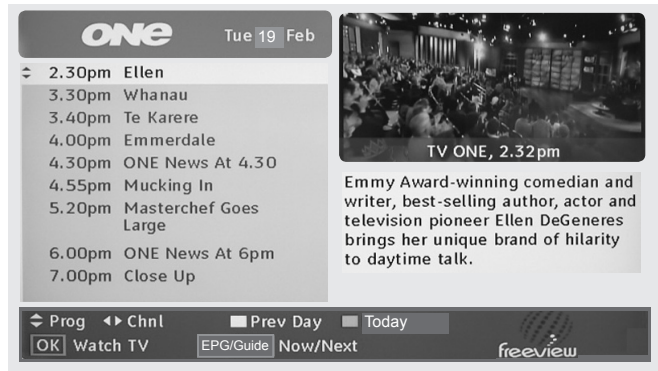 ONE Tue 19 Feb
2.30pm Ellen
3.30pm Whanau
3.40pm Te Karere
4.00pm Emmerdale
4.30pm ONE News At 4.30
4.55pm Mucking In
5.20pm Masterchef Goes
Large
6.00pm ONE News At 6pm
7.00pm Close Up
TV ONE, 2.32pm
Emmy Award-winning comedian and
writer, best-selling author, actor and
television pioneer Ellen DeGeneres
brings her unique brand of hilarity
to daytime talk.
Prog Chnl Prev Day Today
OK Watch TV EPG/Guide Now/Next
freeview